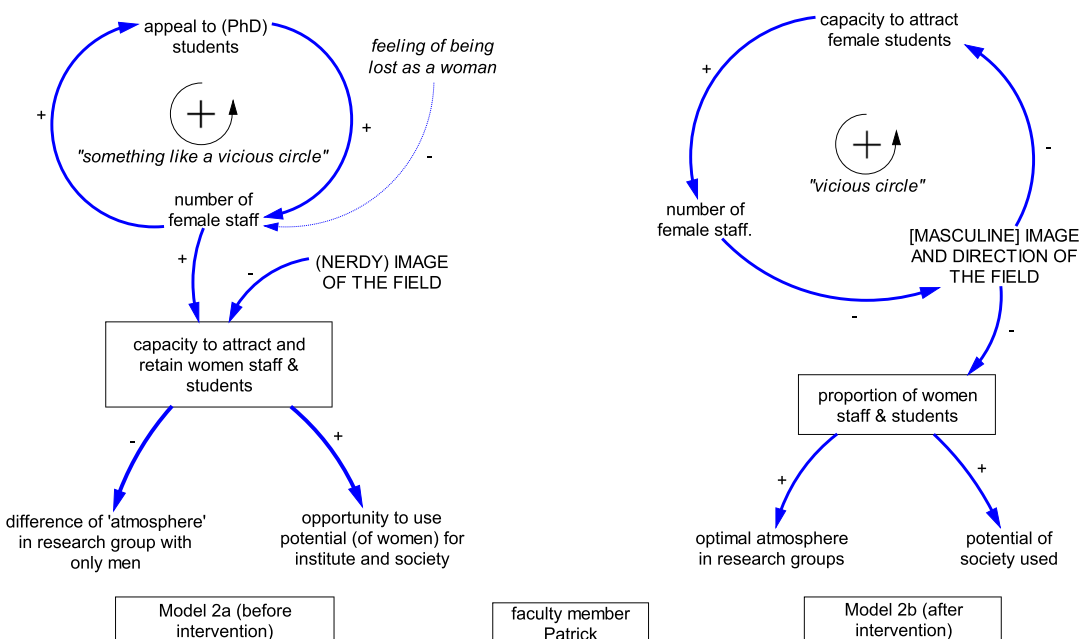 appeal to (PhD)
students
+
+
+
"something like a vicious circle"
feeling of being
lost as a woman
-
number of
female staff
+
-
(NERDY) IMAGE
OF THE FIELD
capacity to attract and
retain women staff &
students
-
+
difference of 'atmosphere'
in research group with
only men
opportunity to use
potential (of women) for
institute and society
Model 2a (before
intervention)
faculty member
Patrick
capacity to attract
female students
+
-
+
"vicious circle"
number of
female staff.
[MASCULINE] IMAGE
AND DIRECTION OF
THE FIELD
-
-
proportion of women
staff & students
+
+
optimal atmosphere
in research groups
potential of
society used
Model 2b (after
intervention)